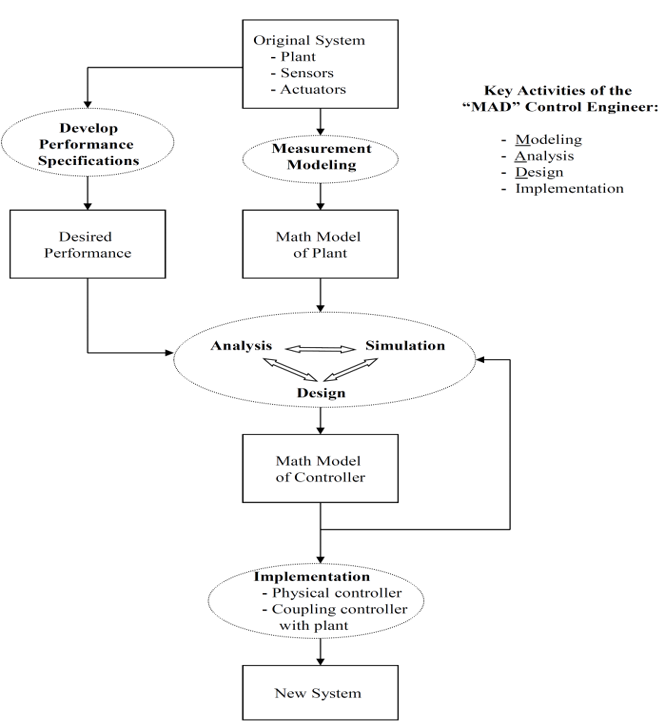 Original System
- Plant
- Sensors
- Actuators
Key Activities of the
“MAD” Control Engineer:
- Modeling
- Analysis
- Design
- Implementation
Develop
Performance
Specifications
Measurement
Modeling
Desired
Performance
Math Model
of Plant
Analysis
Simulation
Design
Math Model
of Controller
Implementation
- Physical controller
- Coupling controller
with plant
New System